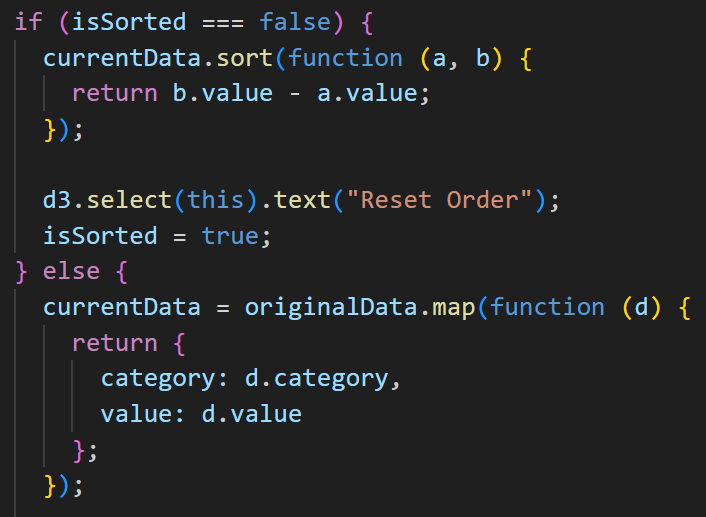 if (isSorted === false) {
  currentData.sort(function (a, b) {
    return b.value - a.value;
  });

  d3.select(this).text("Reset Order");
  isSorted = true;
} else {
  currentData = originalData.map(function (d) {
    return {
      category: d.category,
      value: d.value
    };
  });